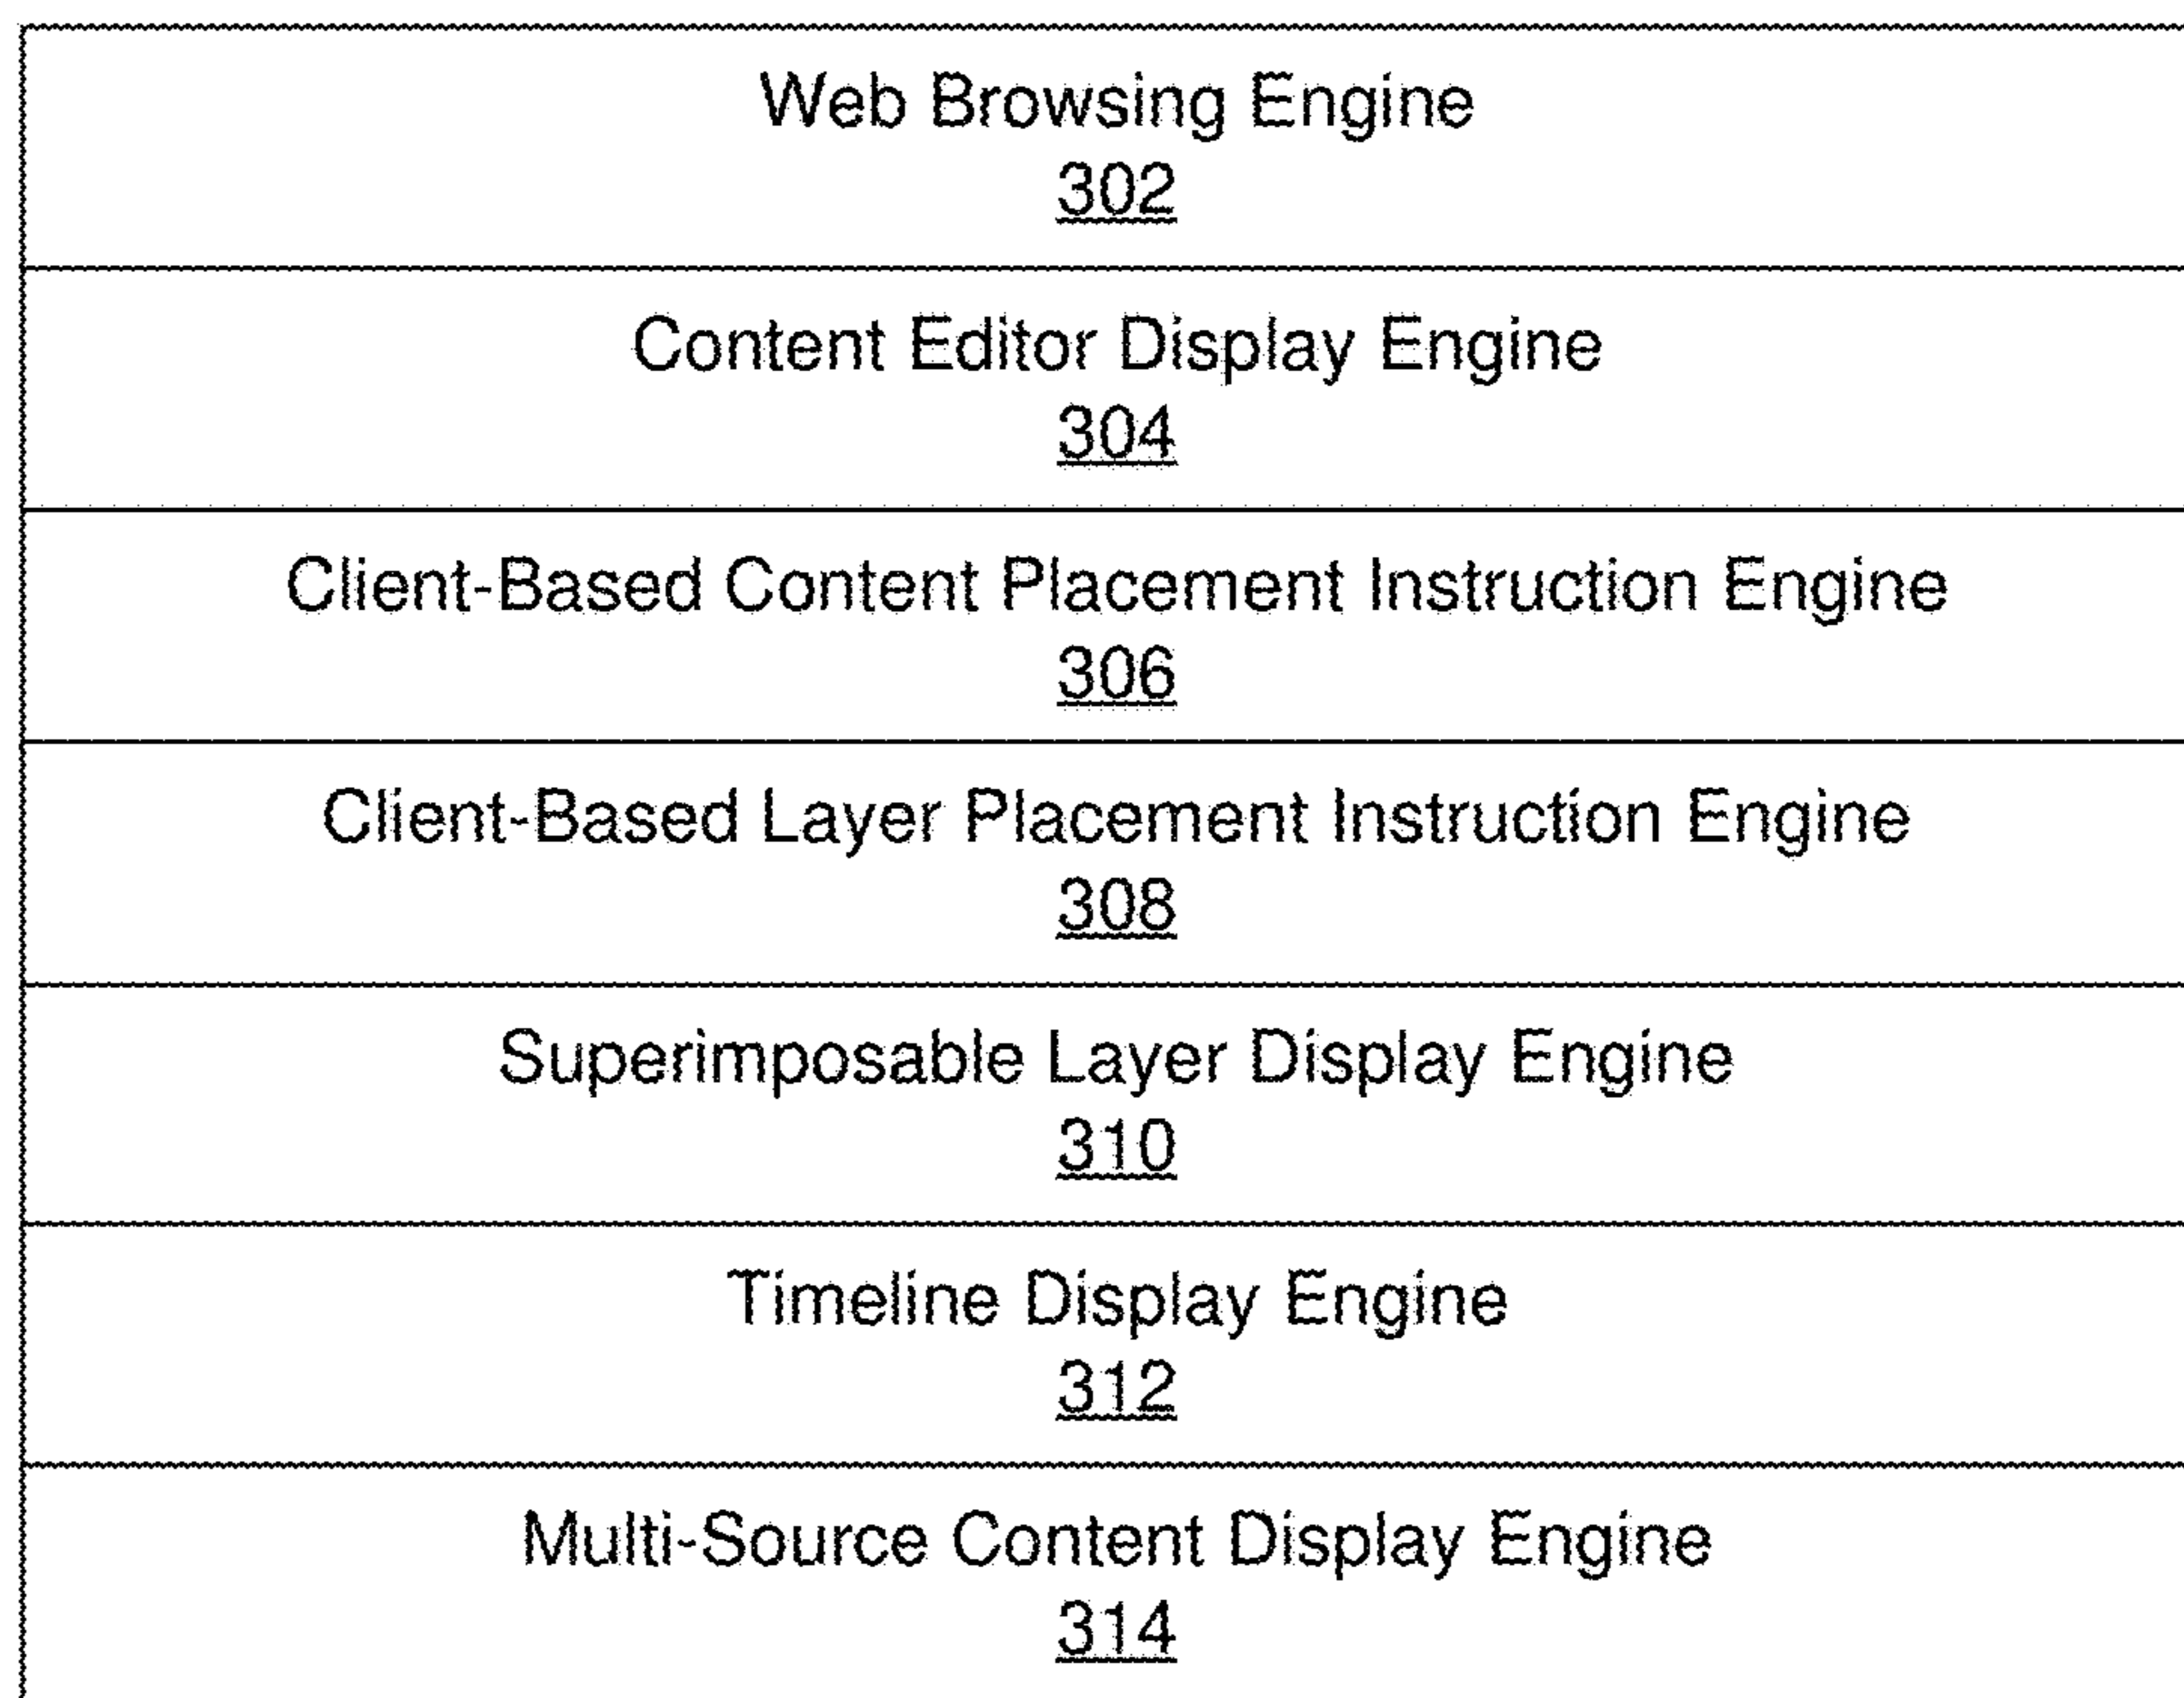 Web Browsing Engine
302
Content Editor Display Engine
304
Client-Based Content Placement Instruction Engine
306
Client-Based Layer Placement Instruction Engine
308
Superimposable Layer Display Engine
310
Timeline Display Engine
312
Multi-Source Content Display Engine
314